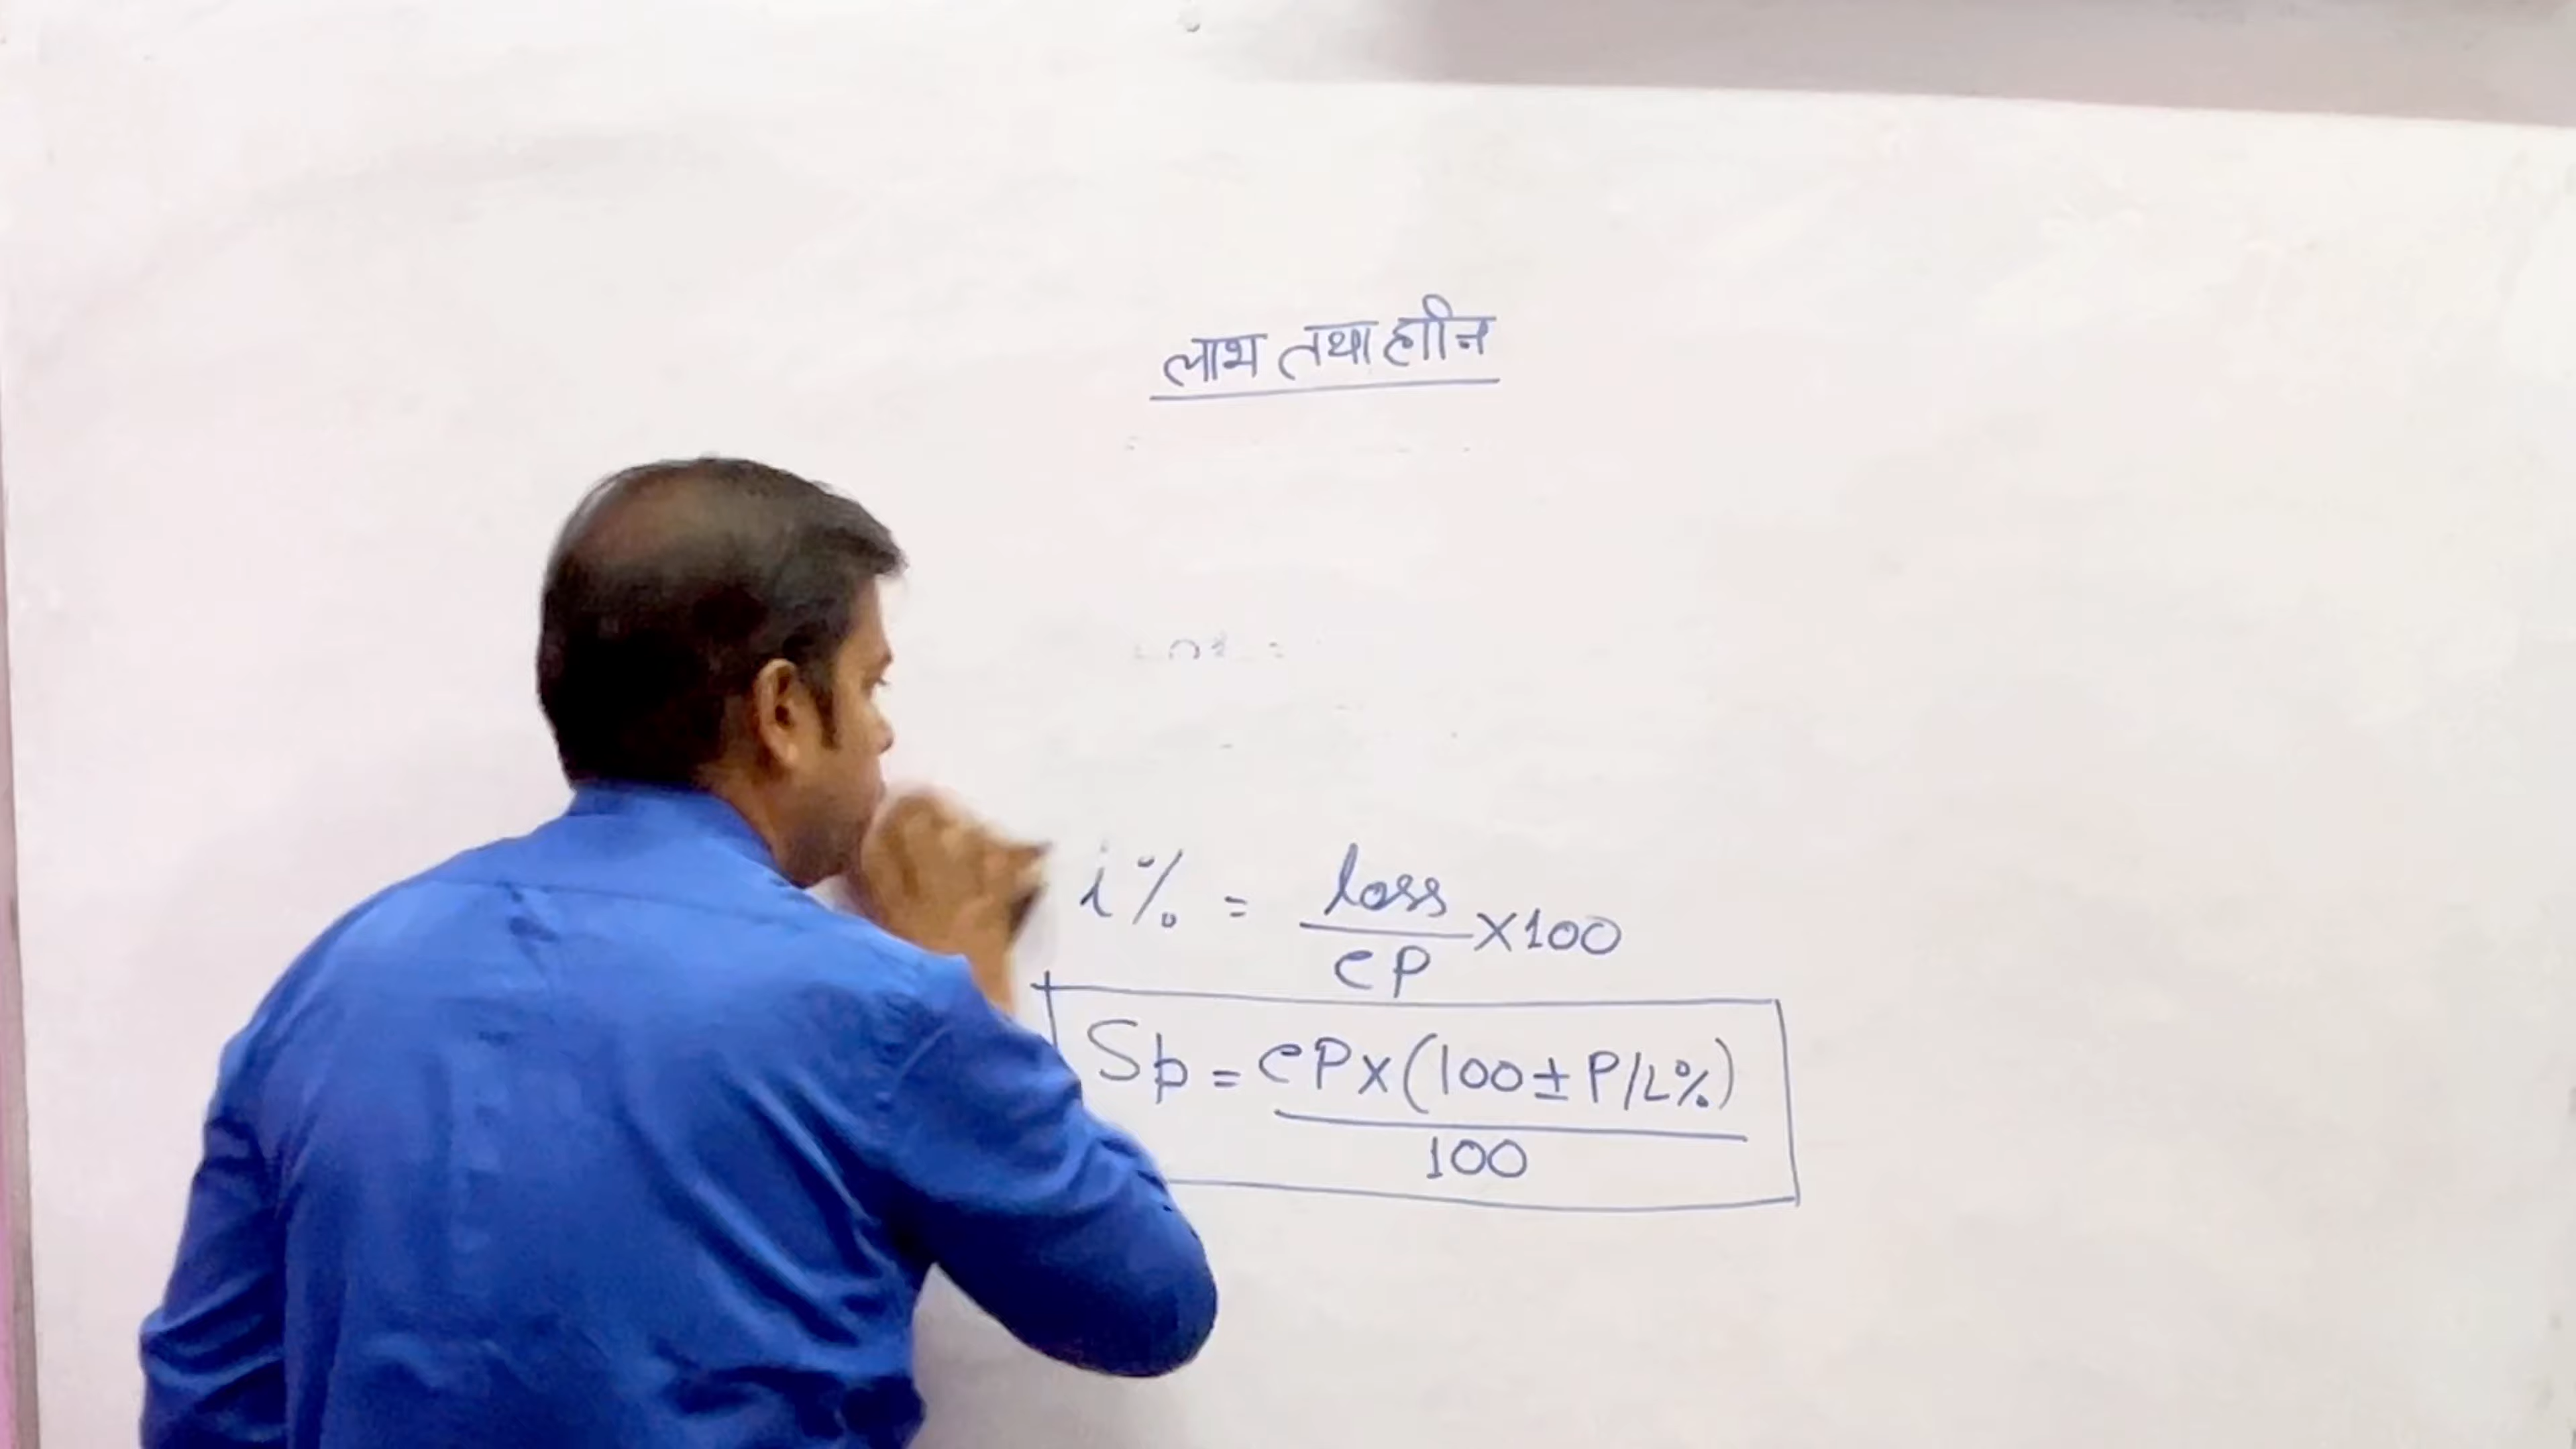 लाभ तथा हानि
i% = loss/CP ×100
Sp = CP×(100±P/L%)/100